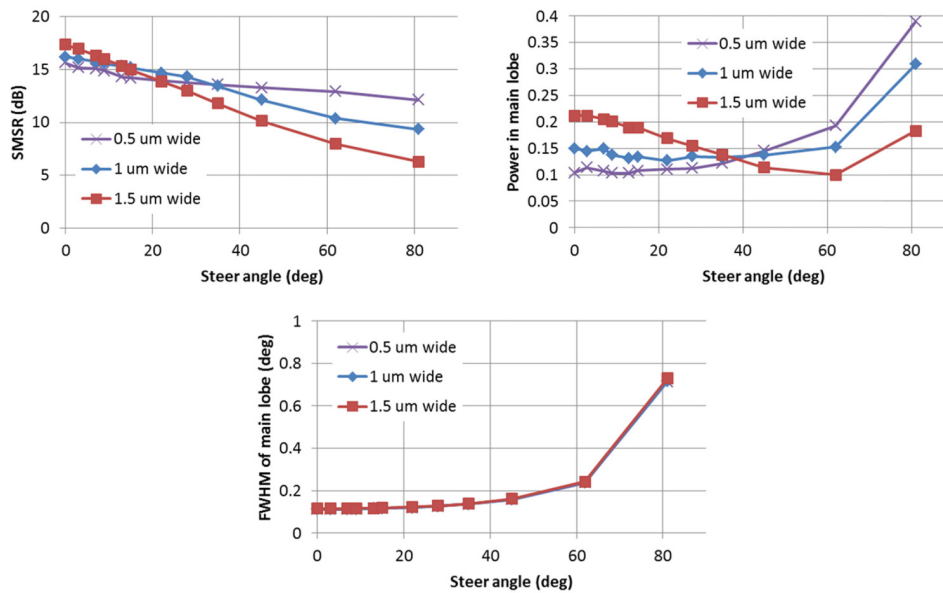 20
15
10
5
0
SMSR (dB)
0.5 um wide
1 um wide
1.5 um wide
0 20 40 60 80
Steer angle (deg)
0.4
0.35
0.3
0.25
0.2
0.15
0.1
0.05
0
Power in main lobe
0.5 um wide
1 um wide
1.5 um wide
0 20 40 60 80
Steer angle (deg)
1
0.8
0.6
0.4
0.2
0
FWHM of main lobe (deg)
0.5 um wide
1 um wide
1.5 um wide
0 20 40 60 80
Steer angle (deg)